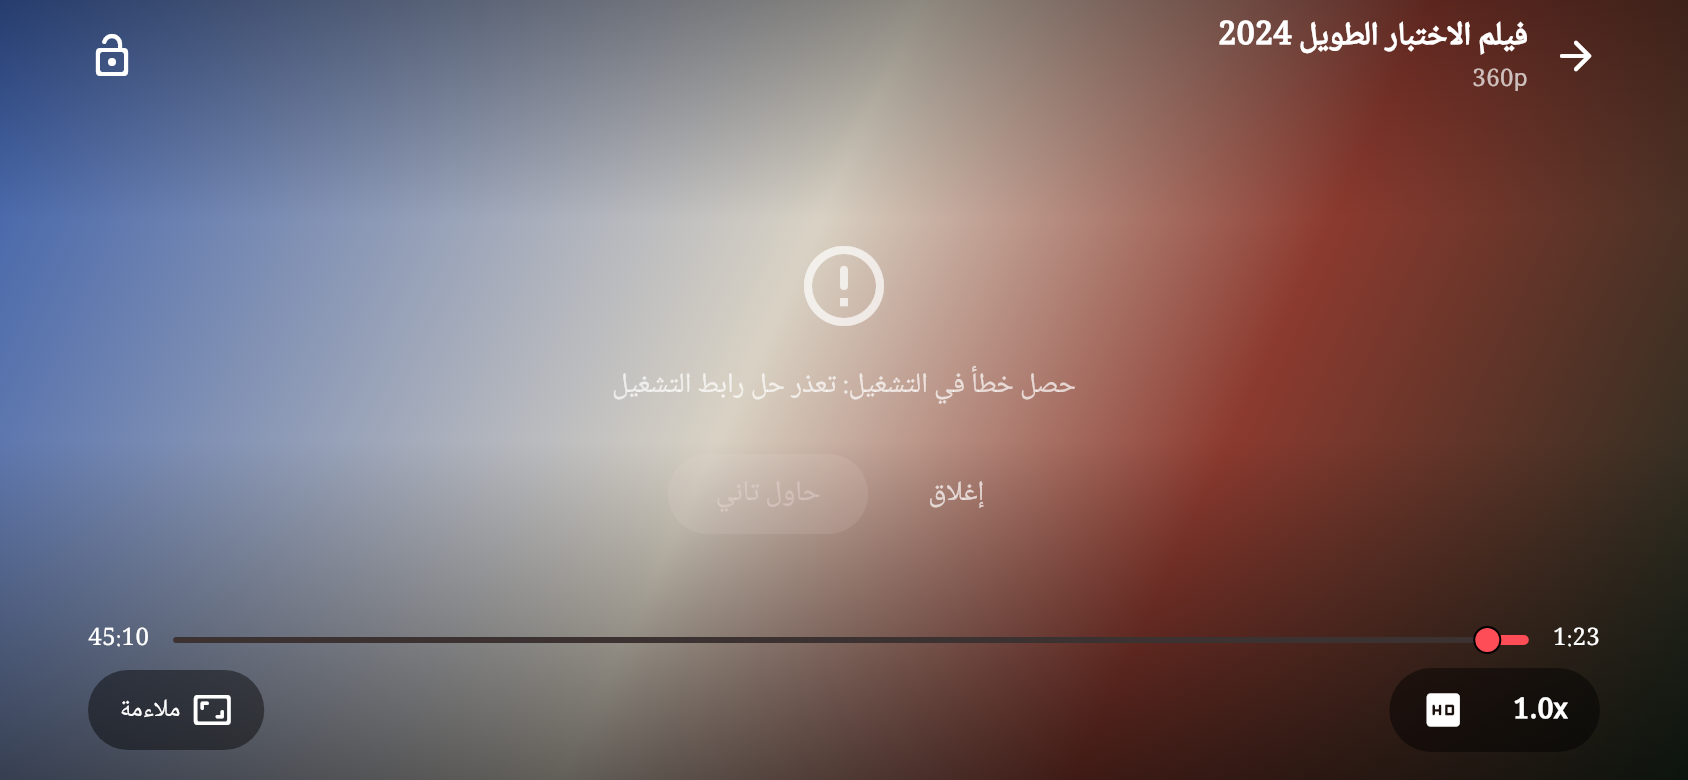 فيلم الاختبار الطويل 2024
360p
حصل خطأ في التشغيل: تعذر حل رابط التشغيل
إغلاق
حاول تاني
1:23
45:10
1.0x
HD
ملاءمة